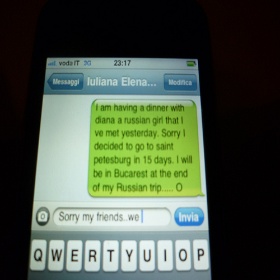 vodaIT 3G 23:17
Messaggi Iuliana Elena... Modifica
I am having a dinner with
diana a russian girl that I
ve met yesterday. Sorry I
decided to go to saint
petesburg in 15 days. I will
be in Bucarest at the end
of my Russian trip..... O
Sorry my friends..we Invia
Q W E R T Y U I O P